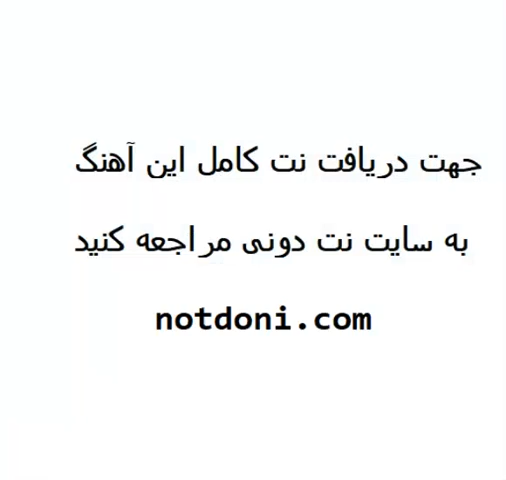 جهت دریافت نت کامل این آهنگ
به سایت نت دونی مراجعه کنید
notdoni.com